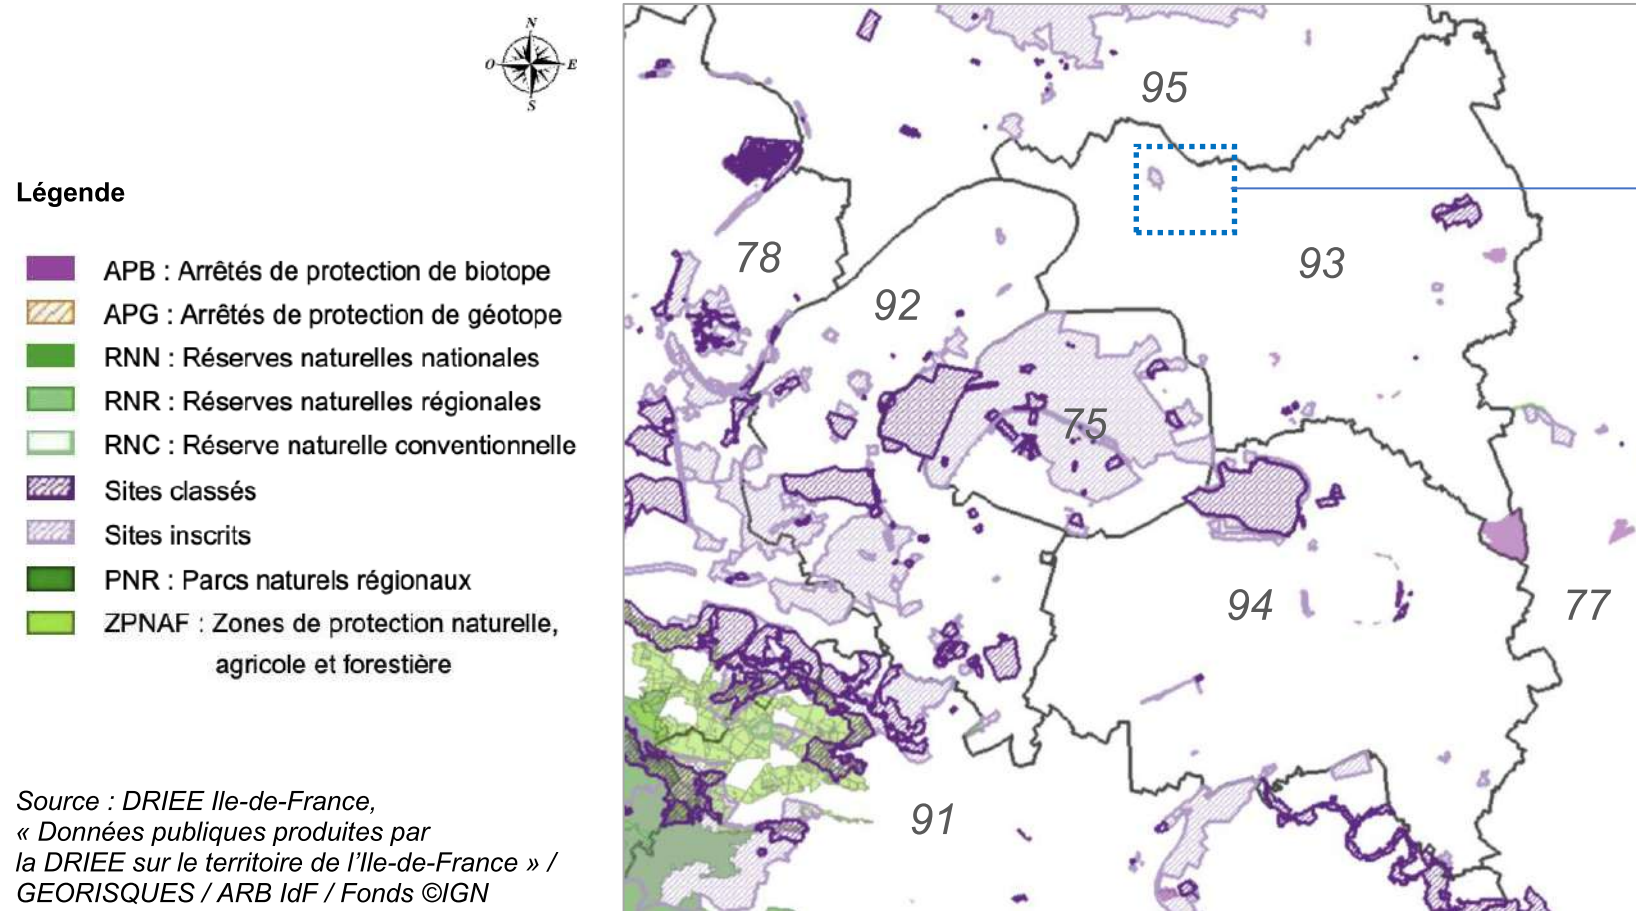 N
O
E
S
Légende
APB : Arrêtés de protection de biotope
APG : Arrêtés de protection de géotope
RNN : Réserves naturelles nationales
RNR : Réserves naturelles régionales
RNC : Réserve naturelle conventionnelle
Sites classés
Sites inscrits
PNR : Parcs naturels régionaux
ZPNAF : Zones de protection naturelle,
agricole et forestière
Source : DRIEE Ile-de-France,
« Données publiques produites par
la DRIEE sur le territoire de l'Ile-de-France » /
GEORISQUES / ARB IdF / Fonds ©IGN
95
78
93
92
75
94
77
91